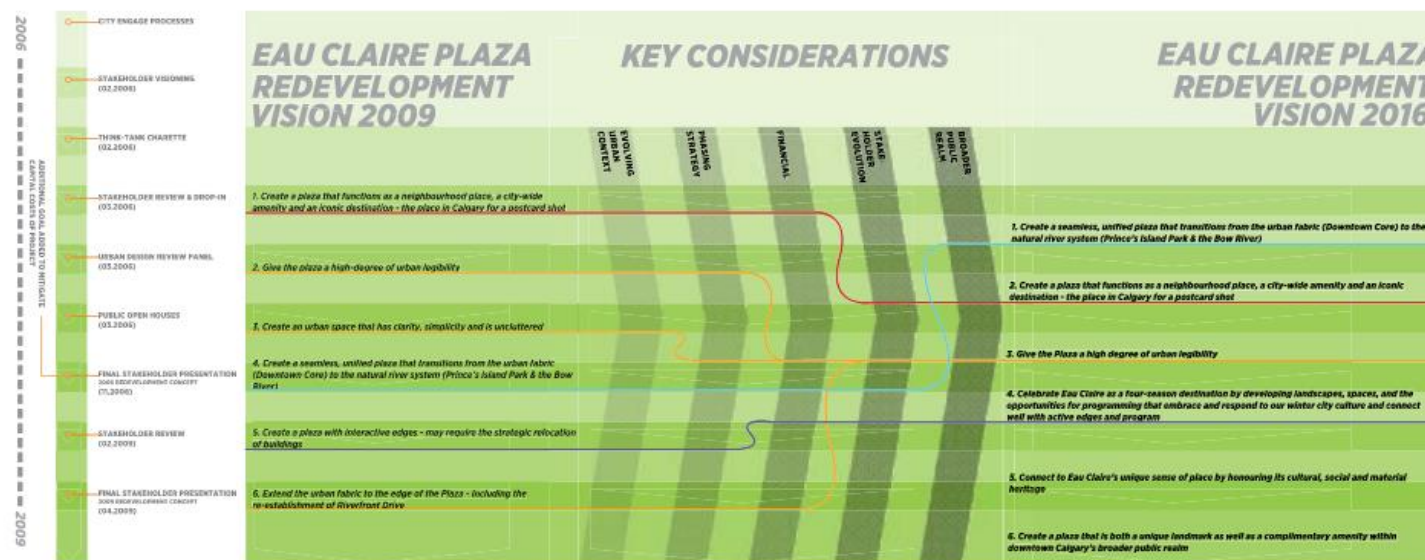 2006
2009
ADDITIONAL GOAL ADDED TO MITIGATE
CAPITAL COSTS OF PROJECT
CITY ENGAGE PROCESSES
STAKEHOLDER VISIONING
(02.2006)
THINK-TANK CHARETTE
(02.2006)
STAKEHOLDER REVIEW & DROP-IN
(03.2006)
URBAN DESIGN REVIEW PANEL
(03.2006)
PUBLIC OPEN HOUSES
(03.2006)
FINAL STAKEHOLDER PRESENTATION
REDEVELOPMENT CONCEPT
(11.2006)
STAKEHOLDER REVIEW
(02.2009)
FINAL STAKEHOLDER PRESENTATION
2009 REDEVELOPMENT CONCEPT
(04.2009)
EAU CLAIRE PLAZA
REDEVELOPMENT
VISION 2009
1. Create a plaza that functions as a neighbourhood place, a city-wide
amenity and an iconic destination - the place in Calgary for a postcard shot
2. Give the plaza a high-degree of urban legibility
3. Create an urban space that has clarity, simplicity and is uncluttered
4. Create a seamless, unified plaza that transitions from the urban fabric
(Downtown Core) to the natural river system (Prince's Island Park & the Bow
River)
5. Create a plaza with interactive edges - may require the strategic relocation
of buildings
6. Extend the urban fabric to the edge of the Plaza - including the
re-establishment of Riverfront Drive
KEY CONSIDERATIONS
EVOLVING
URBAN
CONTEXT
PHASING
STRATEGY
FINANCIAL
STAKE
HOLDER
EVOLUTION
BROADER
PUBLIC
REALM
EAU CLAIRE PLAZA
REDEVELOPMENT
VISION 2016
1. Create a seamless, unified plaza that transitions from the urban fabric (Downtown Core) to the
natural river system (Prince's Island Park & the Bow River)
2. Create a plaza that functions as a neighbourhood place, a city-wide amenity and an iconic
destination - the place in Calgary for a postcard shot
3. Give the Plaza a high degree of urban legibility
4. Celebrate Eau Claire as a four-season destination by developing landscapes, spaces, and the
opportunities for programming that embrace and respond to our winter city culture and connect
well with active edges and program
5. Connect to Eau Claire's unique sense of place by honouring its cultural, social and material
heritage
6. Create a plaza that is both a unique landmark as well as a complimentary amenity within
downtown Calgary's broader public realm